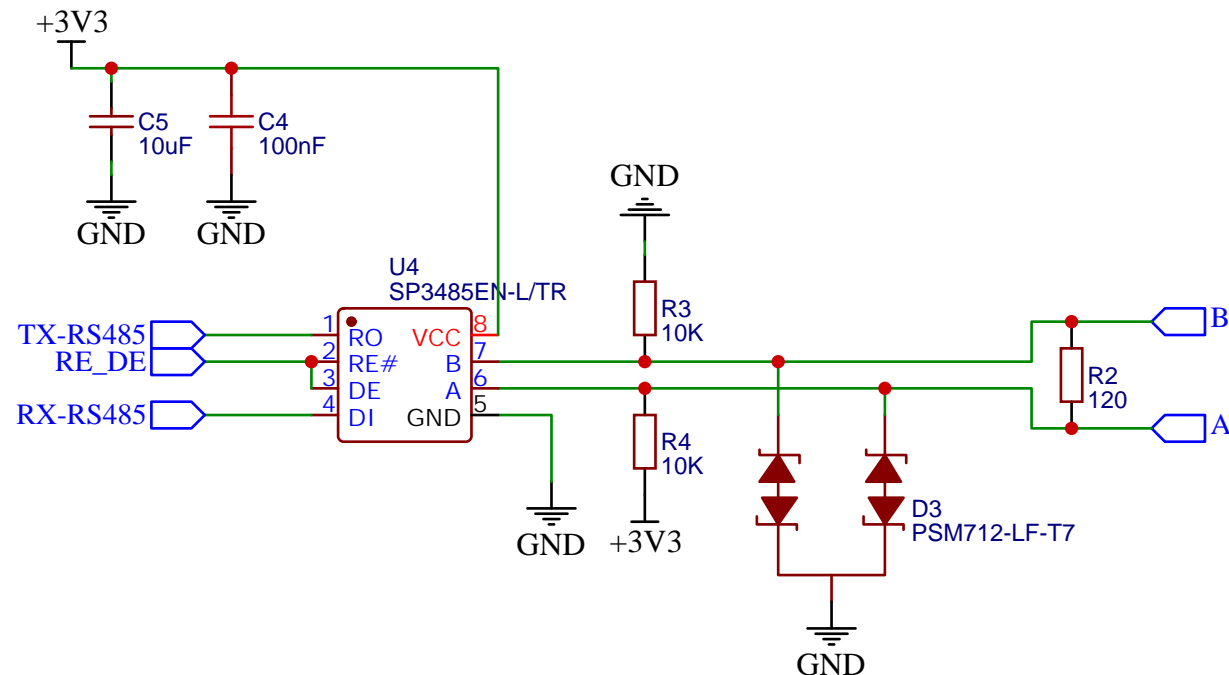 +3V3
C5
10uF
C4
100nF
GND
GND
GND
U4
SP3485EN-L/TR
R3
10K
TX-RS485
1
RO
VCC
8
RE_DE
2
RE#
B
7
3
DE
A
6
RX-RS485
4
DI
GND
5
B
R2
120
A
R4
10K
GND
+3V3
D3
PSM712-LF-T7
GND